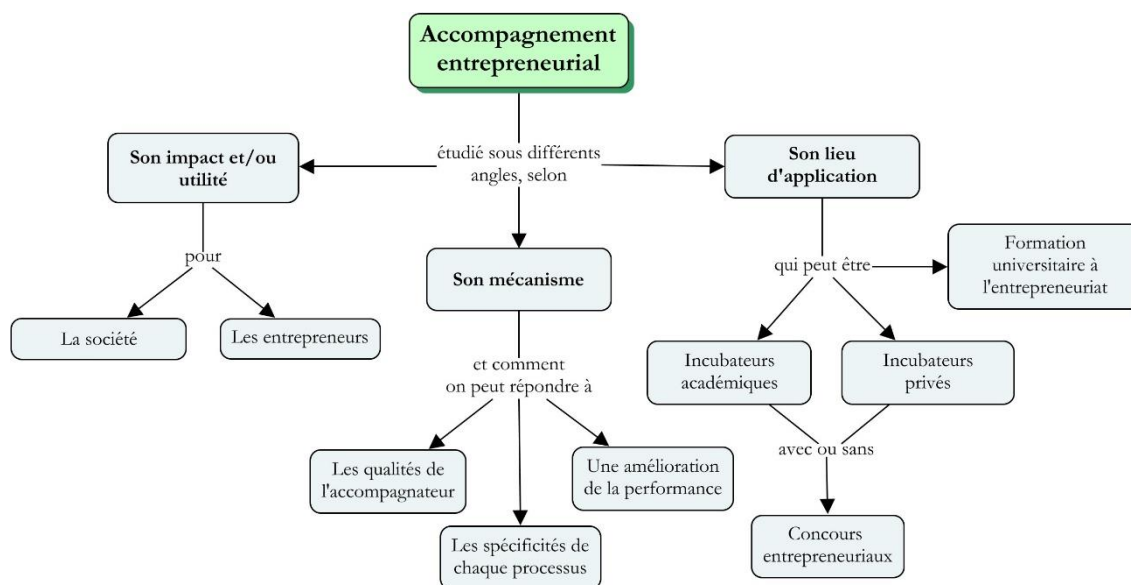 Accompagnement
entrepreneurial
Son impact et/ou
utilité
étudié sous différents
angles, selon
Son lieu
d'application
pour
Son mécanisme
qui peut être
Formation
universitaire à
l'entrepreneuriat
La société
Les entrepreneurs
et comment
on peut répondre à
Incubateurs
académiques
Incubateurs
privés
avec ou sans
Les qualités de
l'accompagnateur
Une amélioration
de la performance
Les spécificités de
chaque processus
Concours
entrepreneuriaux